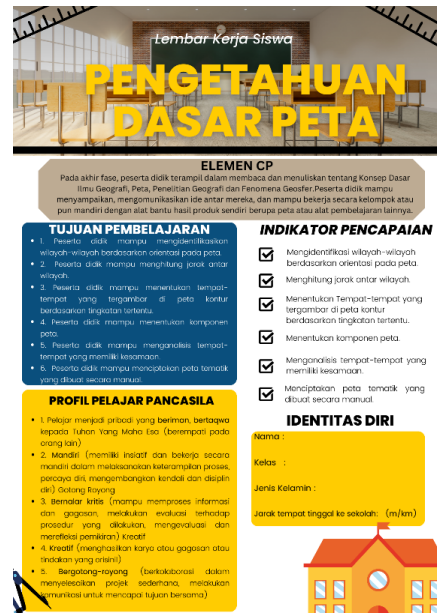 Lembar Kerja Siswa
PENGETAHUAN
DASAR PETA
ELEMEN CP
Pada akhir fase, peserta didik terampil dalam membaca dan menuliskan tentang Konsep Dasar
Ilmu Geografi, Peta, Penelitian Geografi dan Fenomena Geosfer.Peserta didik mampu
menyampaikan, mengomunikasikan ide antar mereka, dan mampu bekerja secara kelompok atau
pun mandiri dengan alat bantu hasil produk sendiri berupa peta atau alat pembelajaran lainnya.
TUJUAN PEMBELAJARAN
1. Peserta didik mampu mengidentifikasikan
wilayah-wilayah berdasarkan orientasi pada peta.
2. Peserta didik mampu menghitung jarak antar
wilayah.
3. Peserta didik mampu menentukan tempat-
tempat yang tergambar di peta kontur
berdasarkan tingkatan tertentu.
4. Peserta didik mampu menentukan komponen
peta.
5. Peserta didik mampu menganalisis tempat-
tempat yang memiliki kesamaan
6. Peserta didik mampu menciptakan peta tematik
yang dibuat secara manual.
PROFIL PELAJAR PANCASILA
1. Pelajar menjadi pribadi yang beriman, bertaqwa
kepada Tuhan Yang Maha Esa (berempati pada
orang lain)
2. Mandiri (memiliki insiatif dan bekerja secara
mandiri dalam melaksanakan keterampilan proses,
percaya diri, mengembangkan kendali dan disiplin
diri) Gotong Royong
3. Bernalar kritis (mampu memproses informasi
dan gagasan, melakukan evaluasi terhadap
prosedur yang dilakukan, mengevaluasi dan
merefleksi pemikiran) Kreatif
4. Kreatif (menghasilkan karya atau gagasan atau
tindakan yang orisinil)
5. Bergotong-royong (berkolaborasi dalam
menyelesaikan projek sederhana, melakukan
komunikasi untuk mencapai tujuan bersama)
INDIKATOR PENCAPAIAN
Mengidentifikasi wilayah-wilayah
berdasarkan orientasi pada peta.
Menghitung jarak antar wilayah.
Menentukan Tempat-tempat yang
tergambar di peta kontur
berdasarkan tingkatan tertentu.
Menentukan komponen peta.
Menganalisis tempat-tempat yang
memiliki kesamaan.
Menciptakan peta tematik yang
dibuat secara manual.
IDENTITAS DIRI
Nama :
Kelas :
Jenis Kelamin :
Jarak tempat tinggal ke sekolah: (m/km)